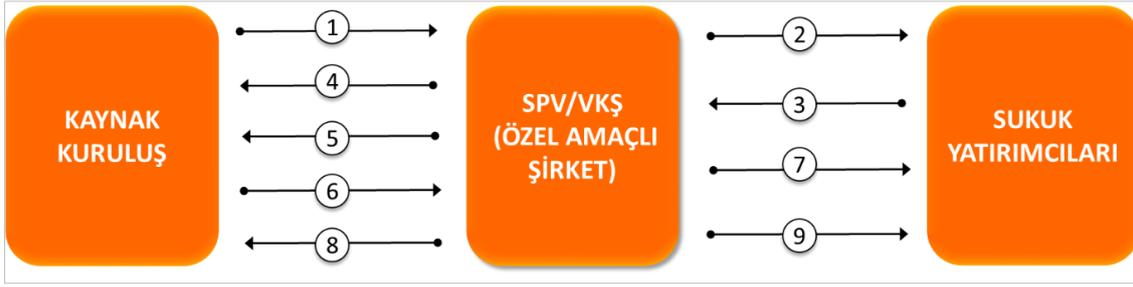 KAYNAK
KURULUŞ
1
4
5
6
8
SPV/VKŞ
(ÖZEL AMAÇLI
ŞİRKET)
2
3
7
9
SUKUK
YATIRIMCILARI